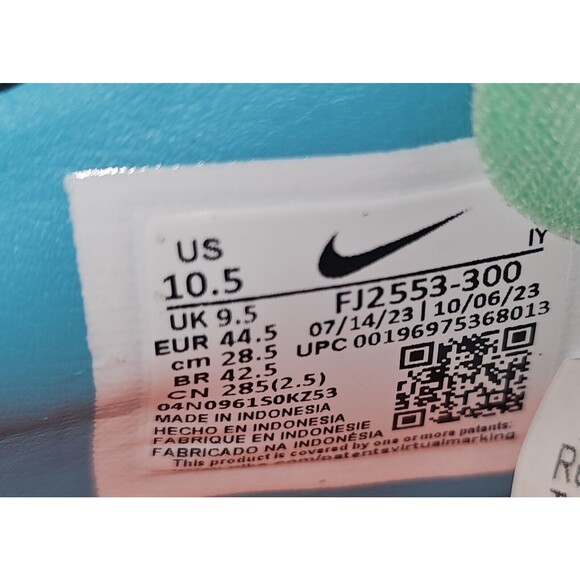 US
10.5
IY
FJ2553-300
07/14/23 | 10/06/23
UPC 00196975368013
UK 9.5
EUR 44.5
cm 28.5
BR 42.5
CN 285(2.5)
04N0961S0KZ53
MADE IN INDONESIA
HECHO EN INDONESIA
FABRIQUE EN INDONESIE
FABRICADO NA INDONESIA
This product is covered by one or more patents:
.com/patentsvirtualmarking